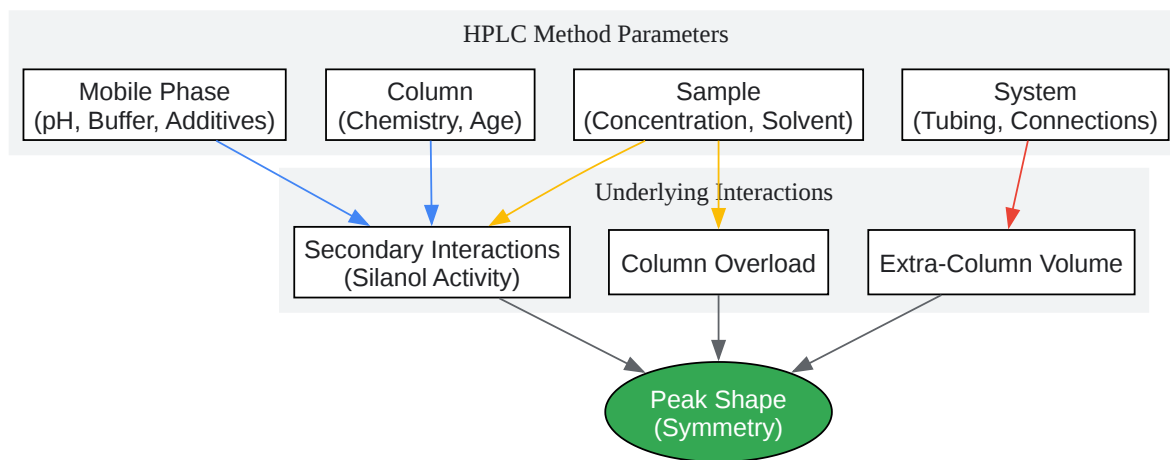 HPLC Method Parameters
Mobile Phase
(pH, Buffer, Additives)
Column
(Chemistry, Age)
Sample
(Concentration, Solvent)
System
(Tubing, Connections)
Underlying Interactions
Secondary Interactions
(Silanol Activity)
Column Overload
Extra-Column Volume
Peak Shape
(Symmetry)